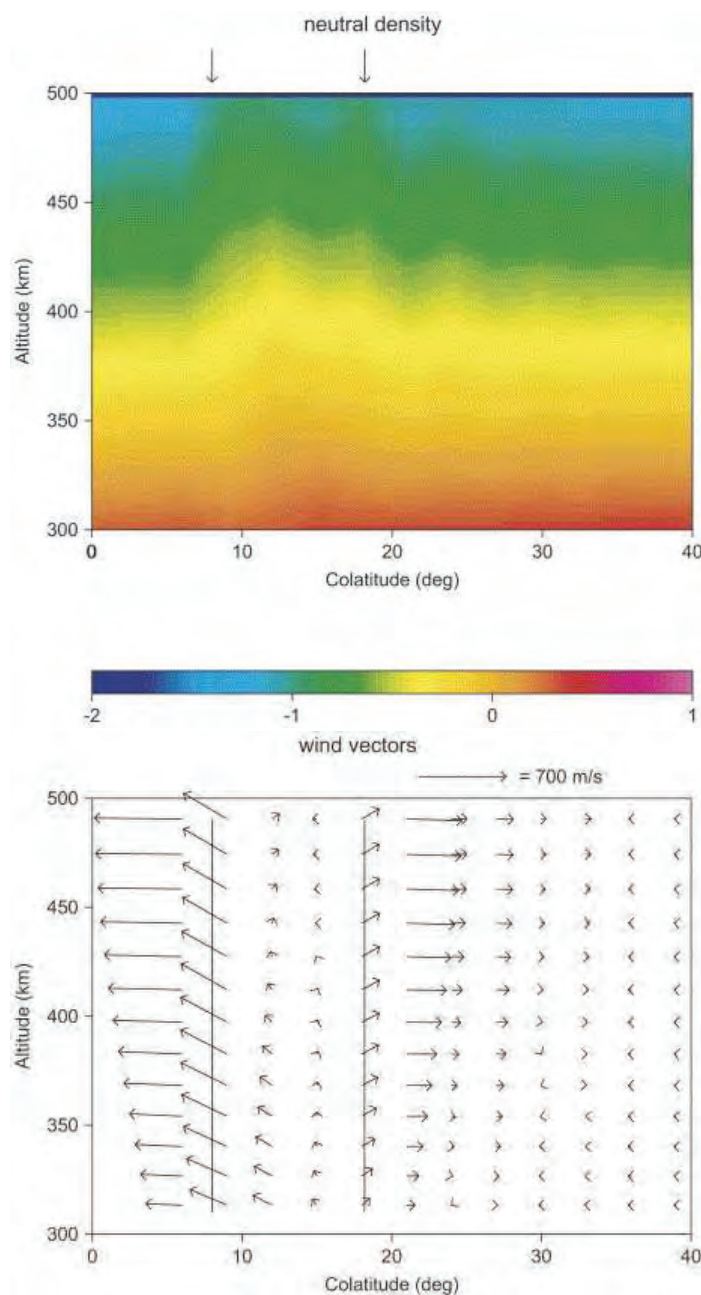 neutral density
500
450
400
350
300
Altitude (km)
0 10 20 30 40
Colatitude (deg)
-2 -1 0 1
wind vectors
= 700 m/s
500
450
400
350
300
Altitude (km)
0 10 20 30 40
Colatitude (deg)